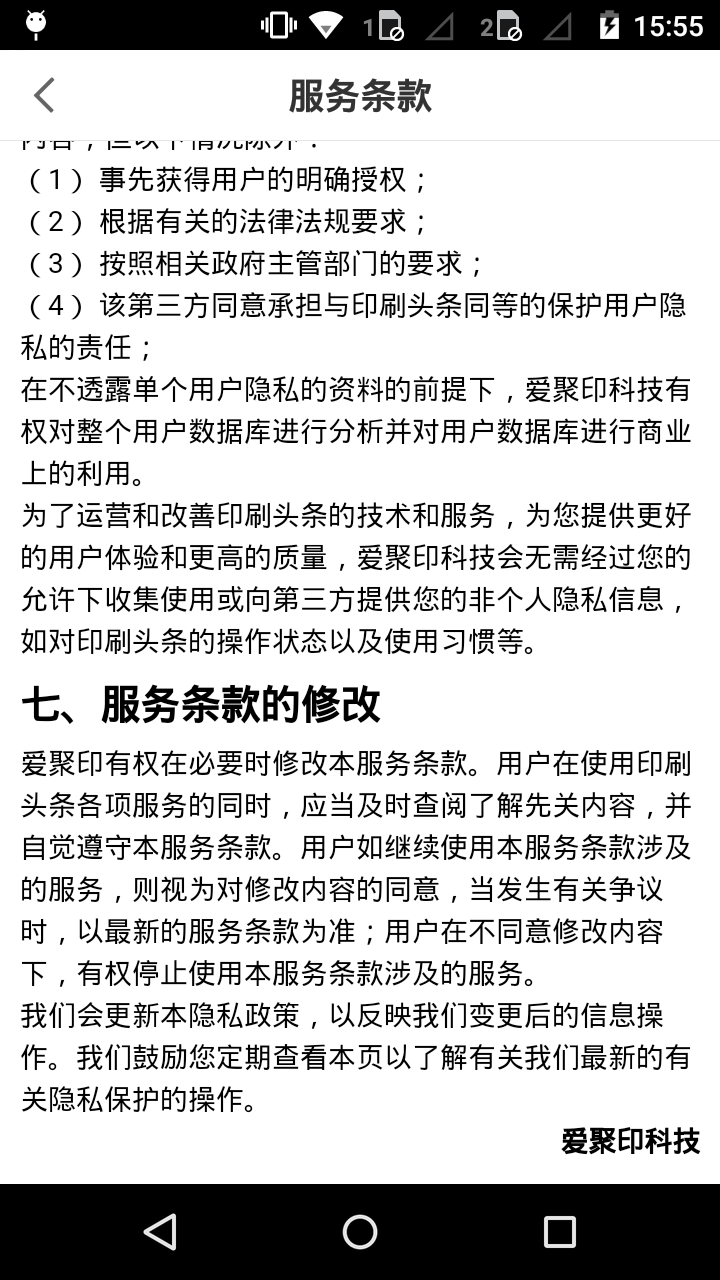 1
2
15:55
服务条款
内容，但以下情况除外：
（1）事先获得用户的明确授权；
（2）根据有关的法律法规要求；
（3）按照相关政府主管部门的要求；
（4）该第三方同意承担与印刷头条同等的保护用户隐
私的责任；
在不透露单个用户隐私的资料的前提下，爱聚印科技有
权对整个用户数据库进行分析并对用户数据库进行商业
上的利用。
为了运营和改善印刷头条的技术和服务，为您提供更好
的用户体验和更高的质量，爱聚印科技会无需经过您的
允许下收集使用或向第三方提供您的非个人隐私信息，
如对印刷头条的操作状态以及使用习惯等。
七、服务条款的修改
爱聚印有权在必要时修改本服务条款。用户在使用印刷
头条各项服务的同时，应当及时查阅了解先关内容，并
自觉遵守本服务条款。用户如继续使用本服务条款涉及
的服务，则视为对修改内容的同意，当发生有关争议
时，以最新的服务条款为准；用户在不同意修改内容
下，有权停止使用本服务条款涉及的服务。
我们会更新本隐私政策，以反映我们变更后的信息操
作。我们鼓励您定期查看本页以了解有关我们最新的有
关隐私保护的操作。
爱聚印科技